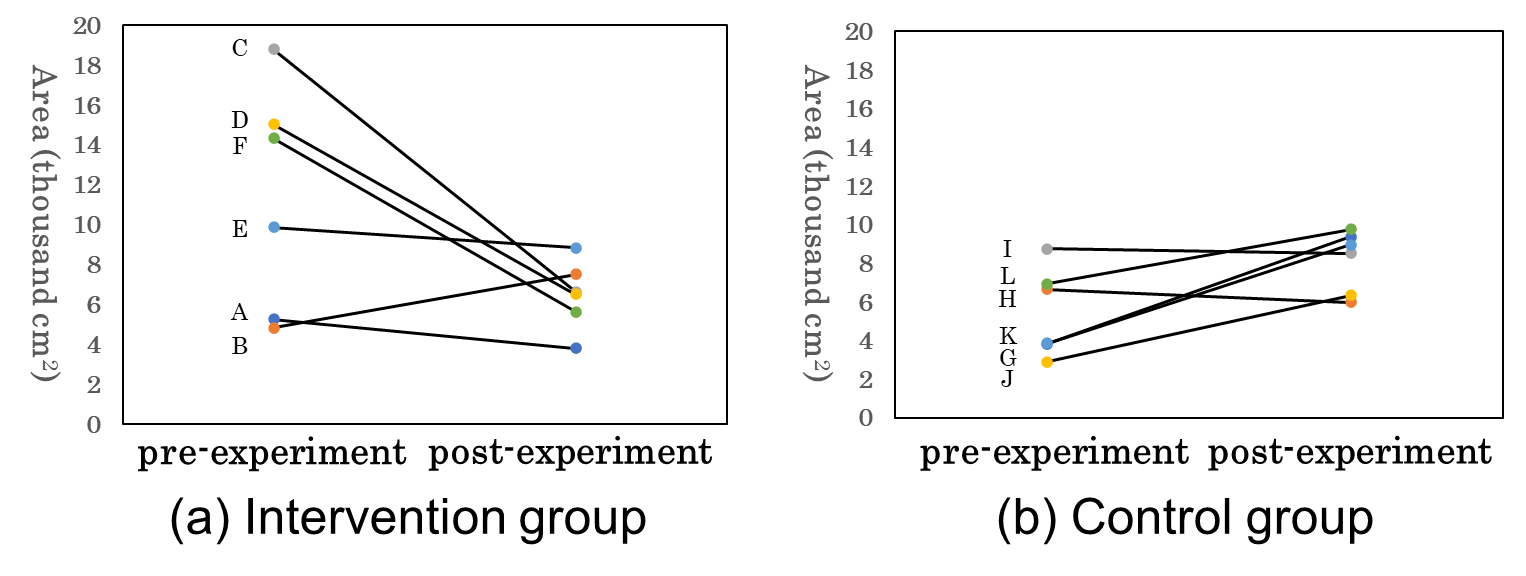 Area (thousand cm²)
20
18
16
14
12
10
8
6
4
2
0
C
D
F
E
A
B
pre-experiment post-experiment
(a) Intervention group
Area (thousand cm²)
20
18
16
14
12
10
8
6
4
2
0
I
L
H
K
G
J
pre-experiment post-experiment
(b) Control group